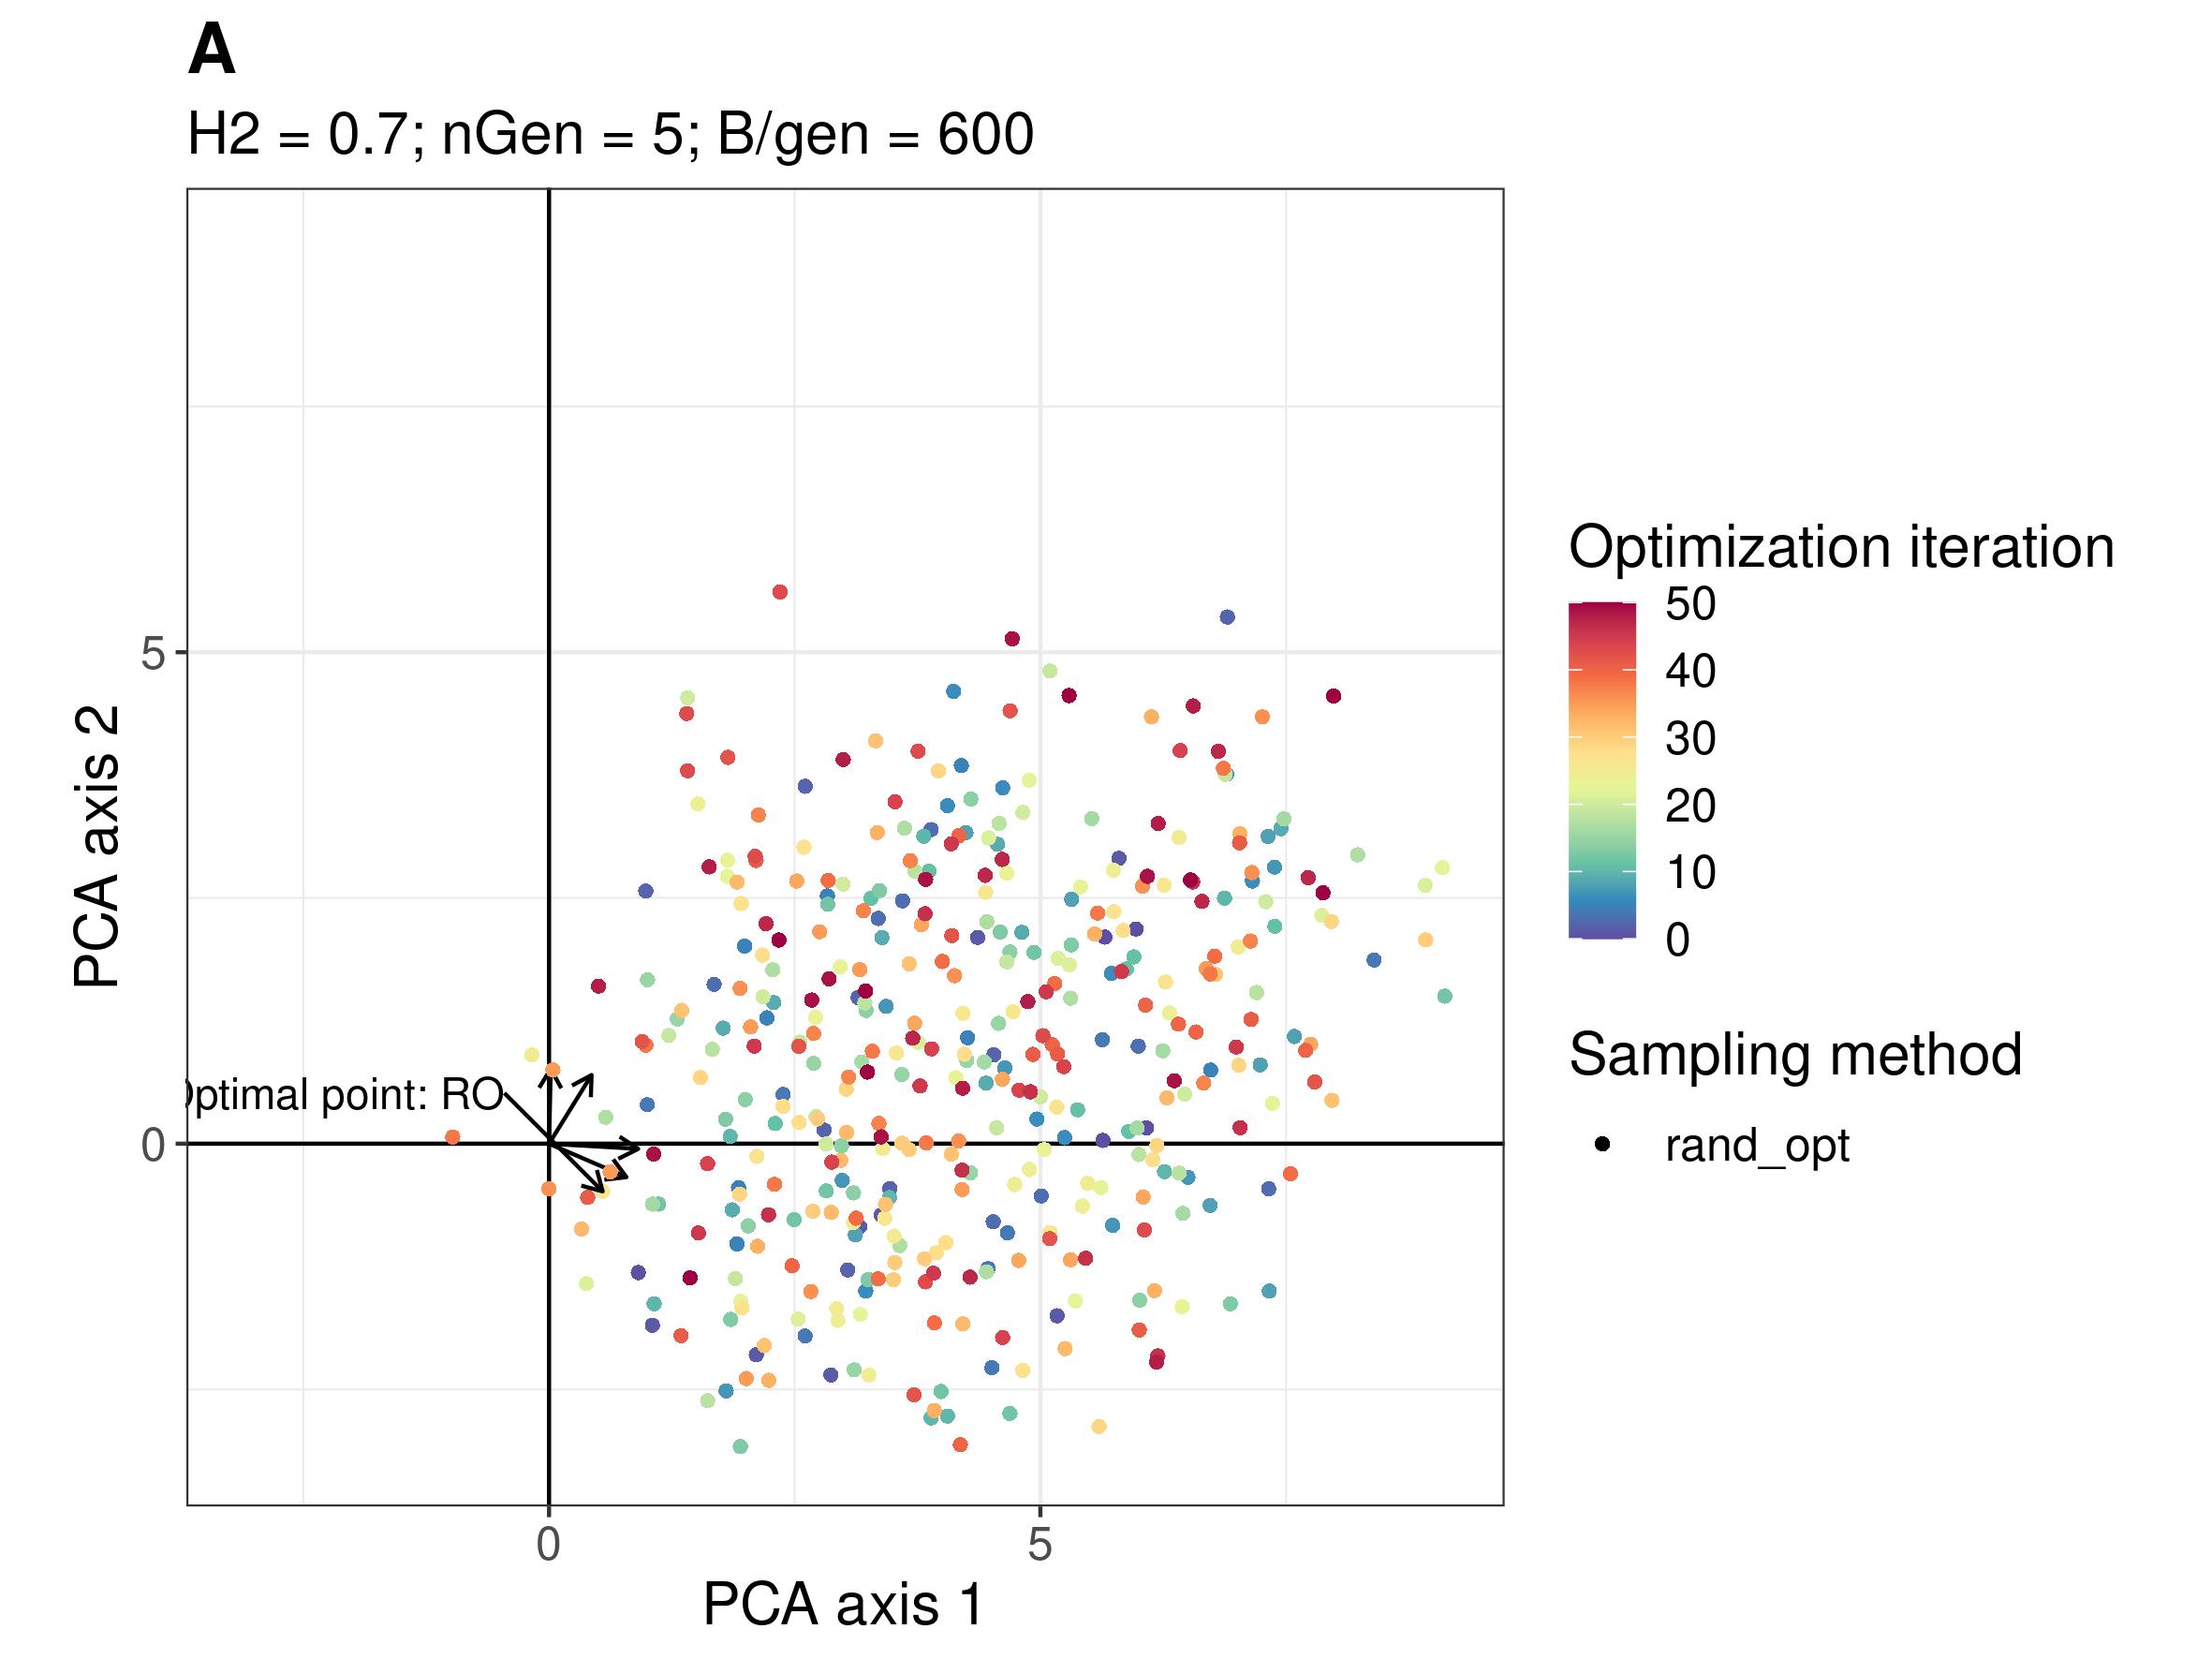 A
H2 = 0.7; nGen = 5; B/gen = 600
PCA axis 2
5
0
ptimal point: RO
0
5
PCA axis 1
Optimization iteration
50
40
30
20
10
0
Sampling method
rand_opt